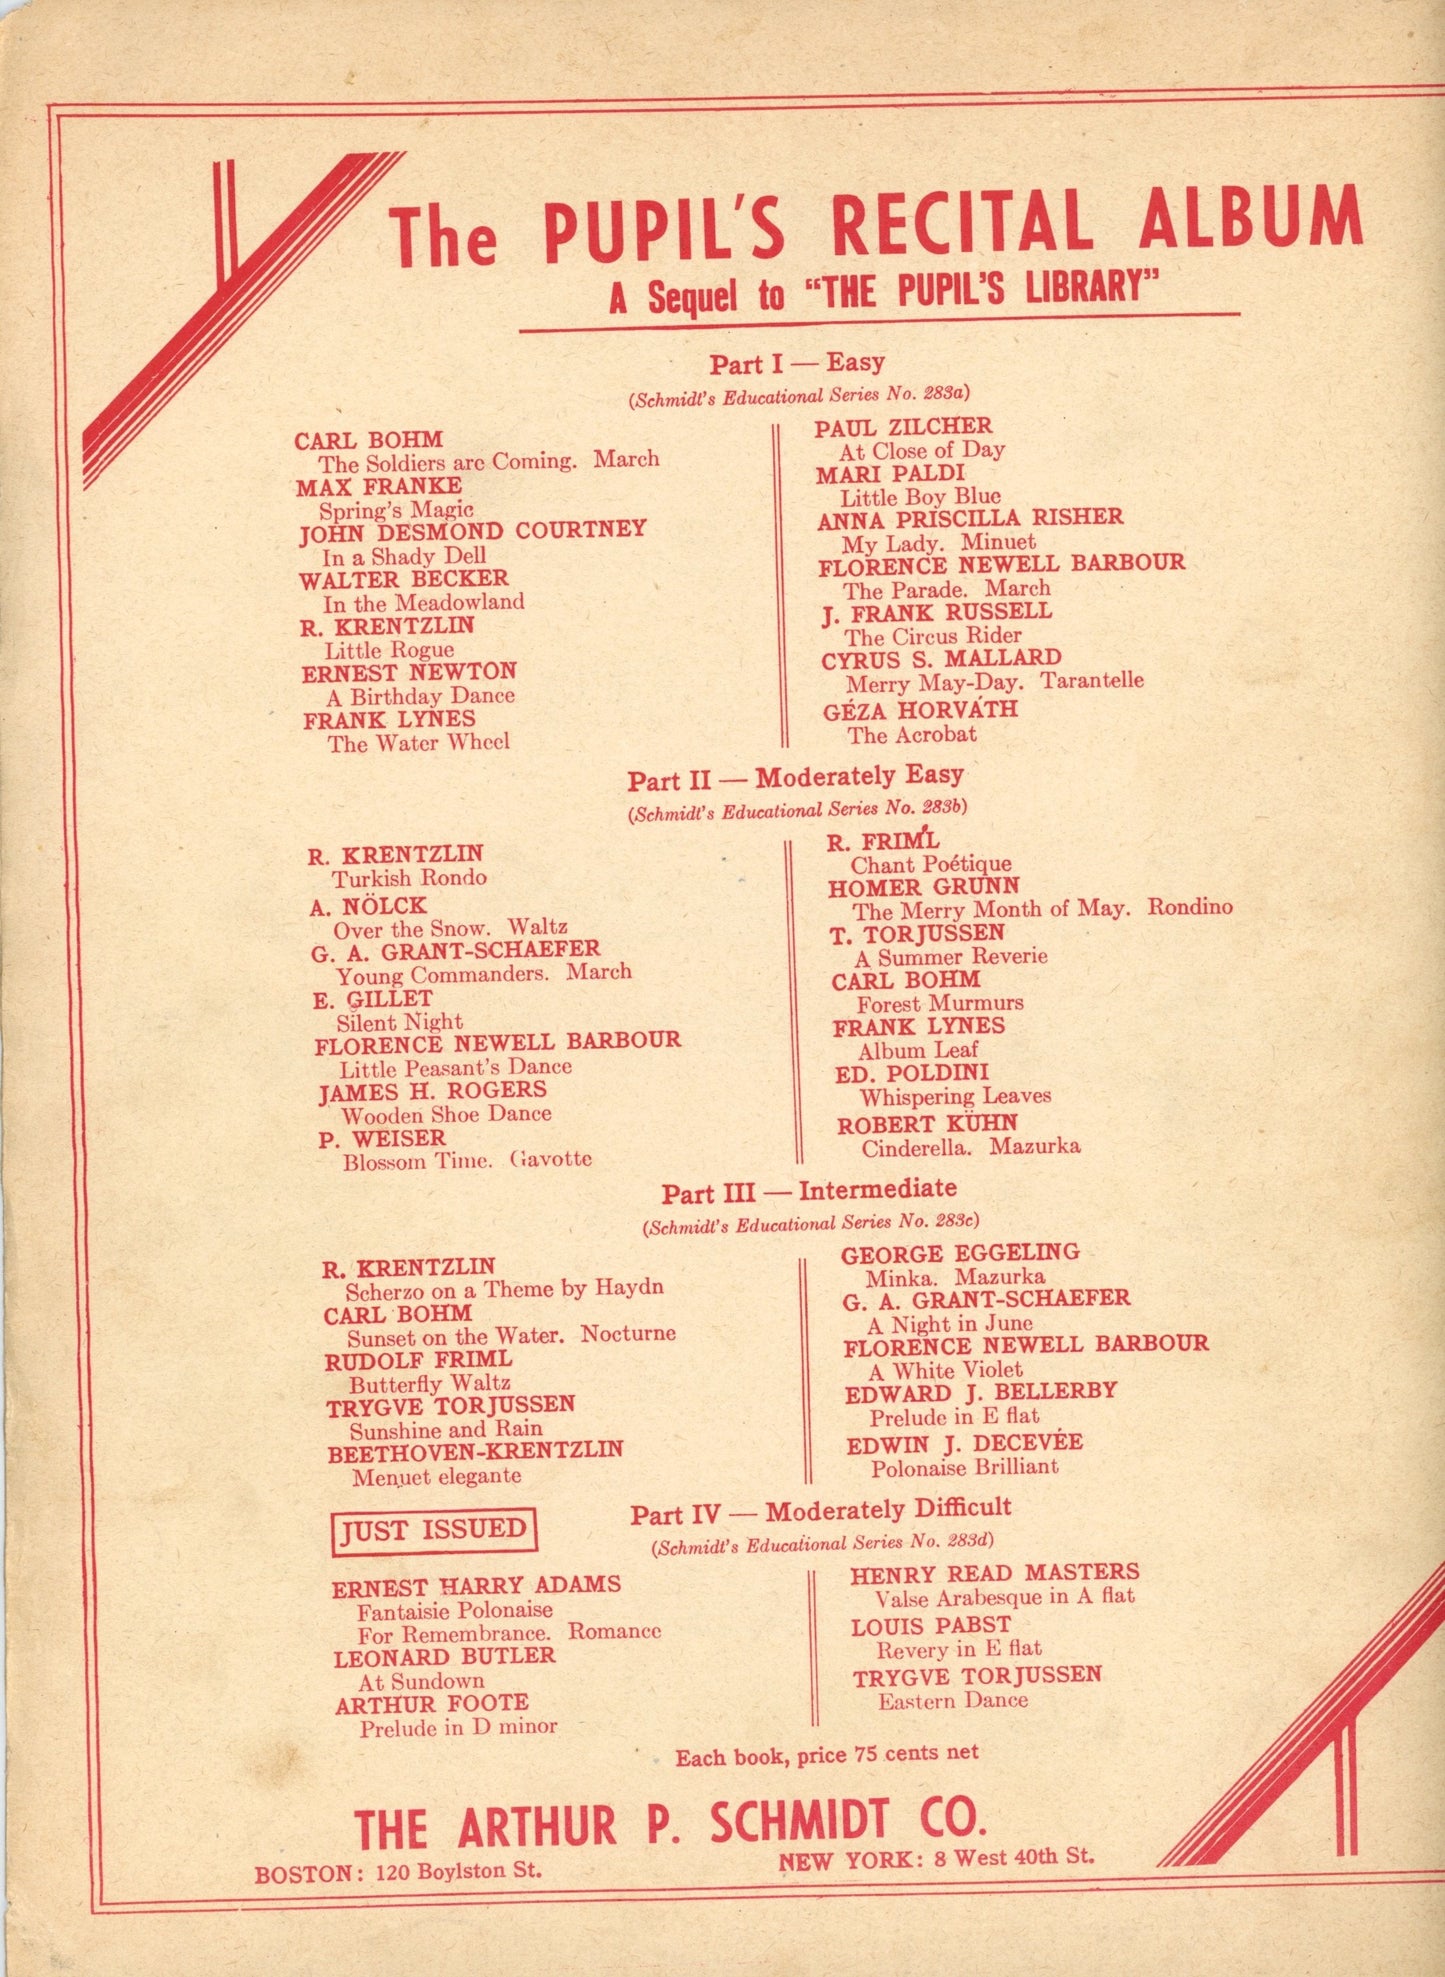 The PUPIL'S RECITAL ALBUM
A Sequel to "THE PUPIL'S LIBRARY"
Part I — Easy
(Schmidt's Educational Series No. 283a)
CARL BOHM
The Soldiers are Coming. March
MAX FRANKE
Spring's Magic
JOHN DESMOND COURTNEY
In a Shady Dell
WALTER BECKER
In the Meadowland
R. KRENTZLIN
Little Rogue
ERNEST NEWTON
A Birthday Dance
FRANK LYNES
The Water Wheel
PAUL ZILCHER
At Close of Day
MARI PALDI
Little Boy Blue
ANNA PRISCILLA RISHER
My Lady. Minuet
FLORENCE NEWELL BARBOUR
The Parade. March
J. FRANK RUSSELL
The Circus Rider
CYRUS S. MALLARD
Merry May-Day. Tarantelle
GÉZA HORVÁTH
The Acrobat
Part II — Moderately Easy
(Schmidt's Educational Series No. 283b)
R. KRENTZLIN
Turkish Rondo
A. NÖLCK
Over the Snow. Waltz
G. A. GRANT-SCHAEFER
Young Commanders. March
E. GILLET
Silent Night
FLORENCE NEWELL BARBOUR
Little Peasant's Dance
JAMES H. ROGERS
Wooden Shoe Dance
P. WEISER
Blossom Time. Gavotte
R. FRIML
Chant Poétique
HOMER GRUNN
The Merry Month of May. Rondino
T. TORJUSSEN
A Summer Reverie
CARL BOHM
Forest Murmurs
FRANK LYNES
Album Leaf
ED. POLDINI
Whispering Leaves
ROBERT KÜHN
Cinderella. Mazurka
Part III — Intermediate
(Schmidt's Educational Series No. 283c)
R. KRENTZLIN
Scherzo on a Theme by Haydn
CARL BOHM
Sunset on the Water. Nocturne
RUDOLF FRIML
Butterfly Waltz
TRYGVE TORJUSSEN
Sunshine and Rain
BEETHOVEN-KRENTZLIN
Menuet elegante
GEORGE EGGELING
Minka. Mazurka
G. A. GRANT-SCHAEFER
A Night in June
FLORENCE NEWELL BARBOUR
A White Violet
EDWARD J. BELLERBY
Prelude in E flat
EDWIN J. DECEVÉE
Polonaise Brilliant
JUST ISSUED
Part IV — Moderately Difficult
(Schmidt's Educational Series No. 283d)
ERNEST HARRY ADAMS
Fantaisie Polonaise
For Remembrance. Romance
LEONARD BUTLER
At Sundown
ARTHUR FOOTE
Prelude in D minor
HENRY READ MASTERS
Valse Arabesque in A flat
LOUIS PABST
Revery in E flat
TRYGVE TORJUSSEN
Eastern Dance
Each book, price 75 cents net
THE ARTHUR P. SCHMIDT CO.
BOSTON: 120 Boylston St.
NEW YORK: 8 West 40th St.